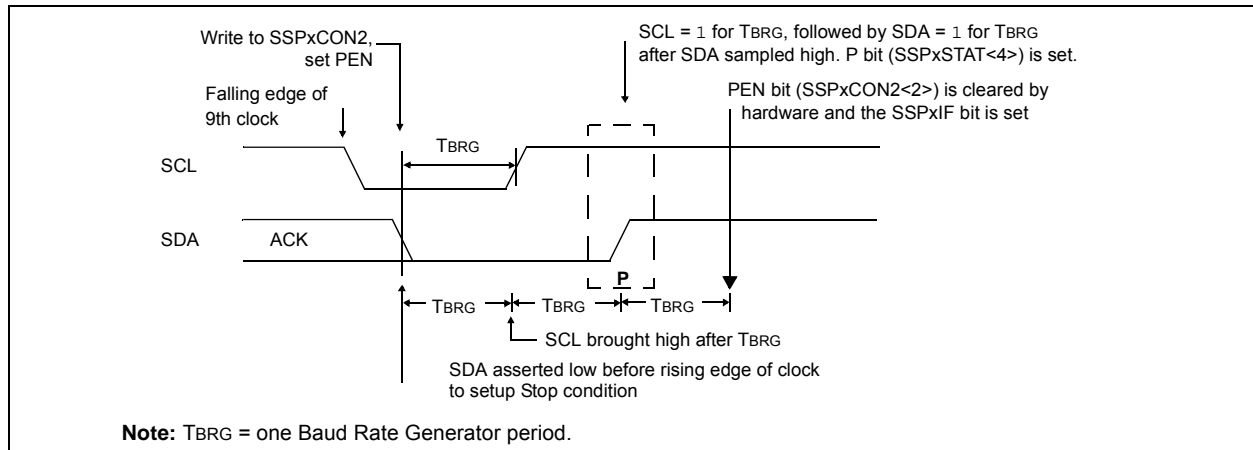 Write to SSPxCON2,
set PEN
SCL = 1 for TBRG, followed by SDA = 1 for TBRG
after SDA sampled high. P bit (SSPxSTAT<4>) is set.
Falling edge of
9th clock
PEN bit (SSPxCON2<2>) is cleared by
hardware and the SSPxIF bit is set
SCL
TBRG
SDA
ACK
P
TBRG
TBRG
TBRG
SCL brought high after TBRG
SDA asserted low before rising edge of clock
to setup Stop condition
Note: TBRG = one Baud Rate Generator period.